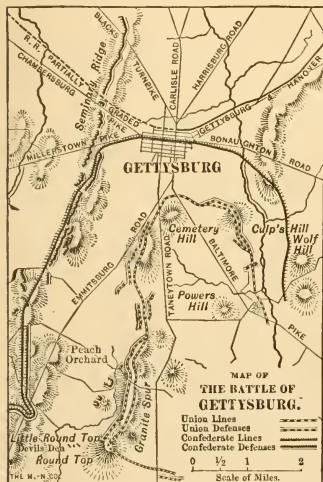 BLACKS
TURNPIKE
CARLISLE ROAD
HARRISBURG ROAD
R. R. PARTIALLY
GRADED
CHAMBERSBURG
PIKE
Seminary Ridge
GETTYSBURG
HANOVER
MILLERSTOWN
BONAUGHTON
ROAD
GETTYSBURG
EMMITSBURG
ROAD
TANEYTOWN ROAD
Cemetery
Hill
BALTIMORE
PIKE
Culp's Hill
Wolf
Hill
Powers
Hill
Peach
Orchard
Granite Spur
Little Round Top
Devils Den
Round Top
THE M.-N. CO.
MAP OF
THE BATTLE OF
GETTYSBURG.
Union Lines
Union Defenses
Confederate Lines
Confederate Defenses
0 ½ 1 2
Scale of Miles.